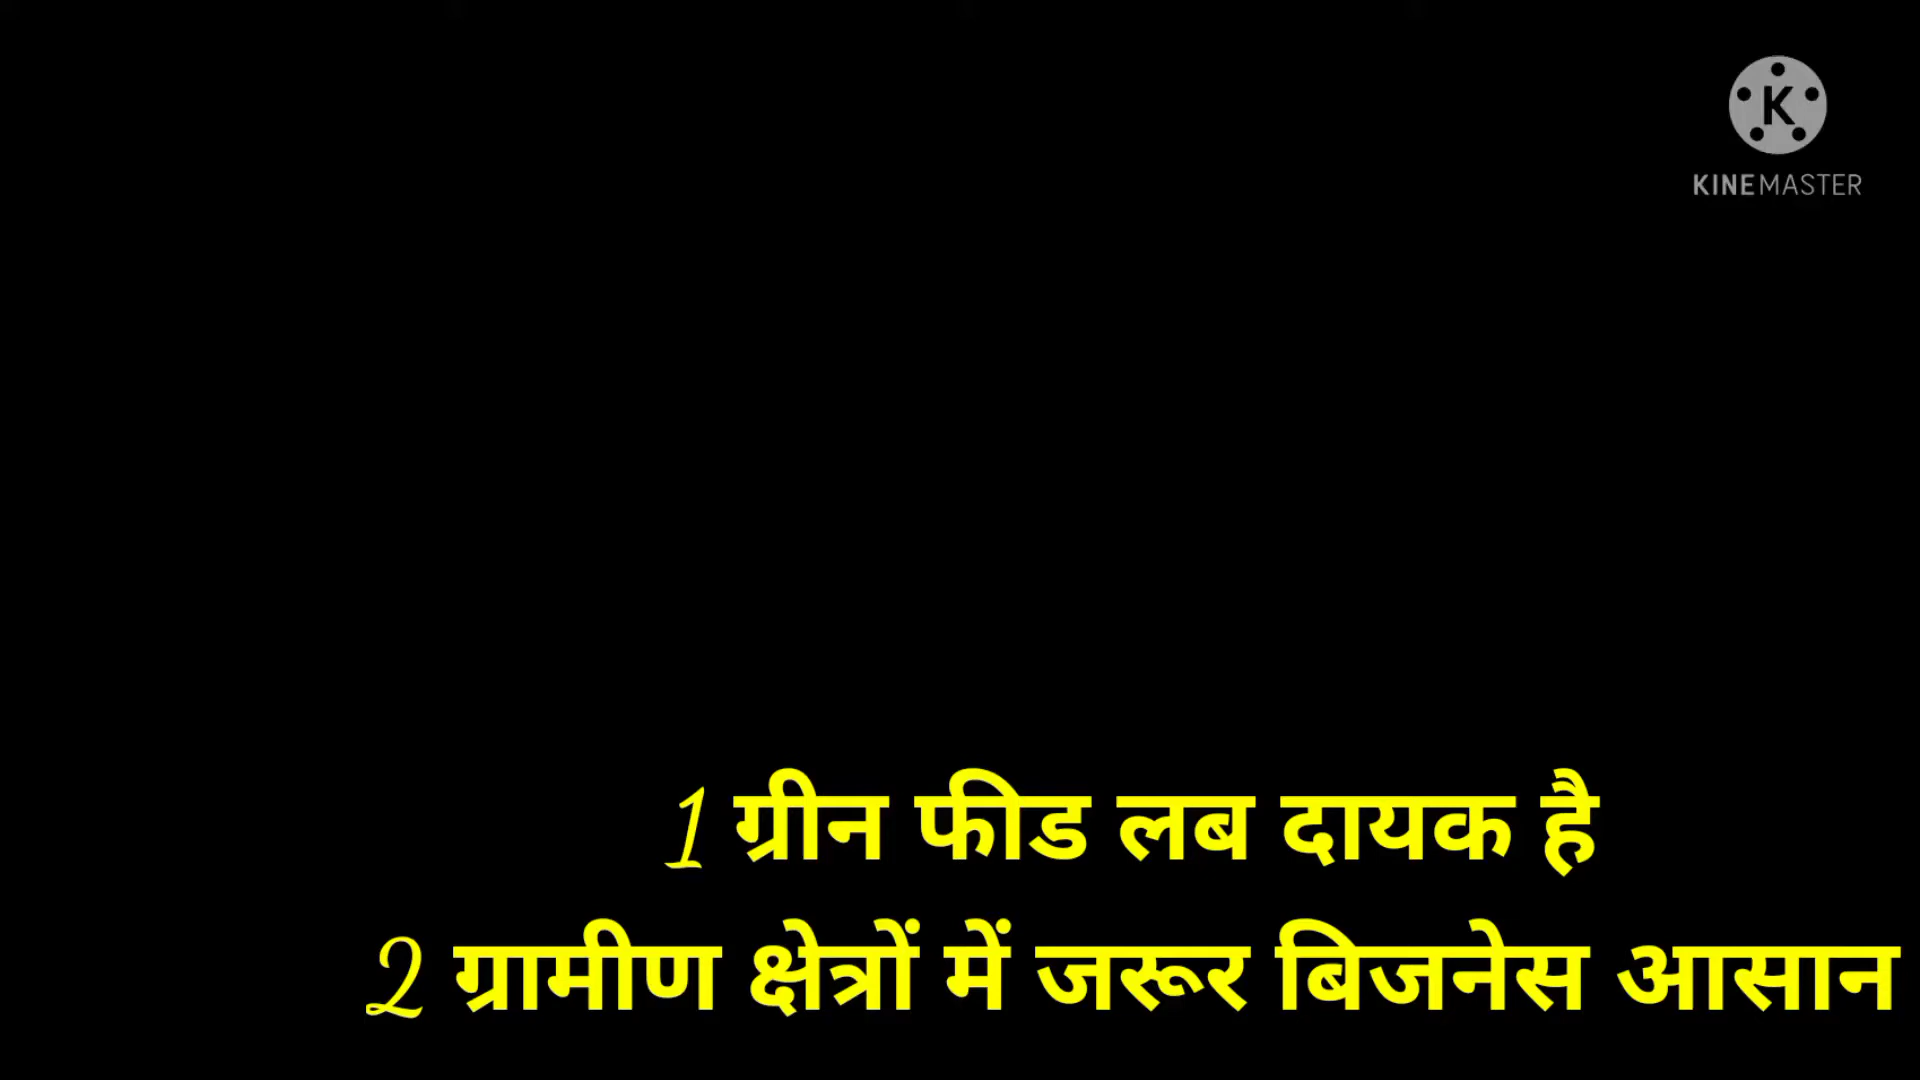 K
KINEMASTER
1 ग्रीन फीड लब दायक है
2 ग्रामीण क्षेत्रों में जरूर बिजनेस आसान